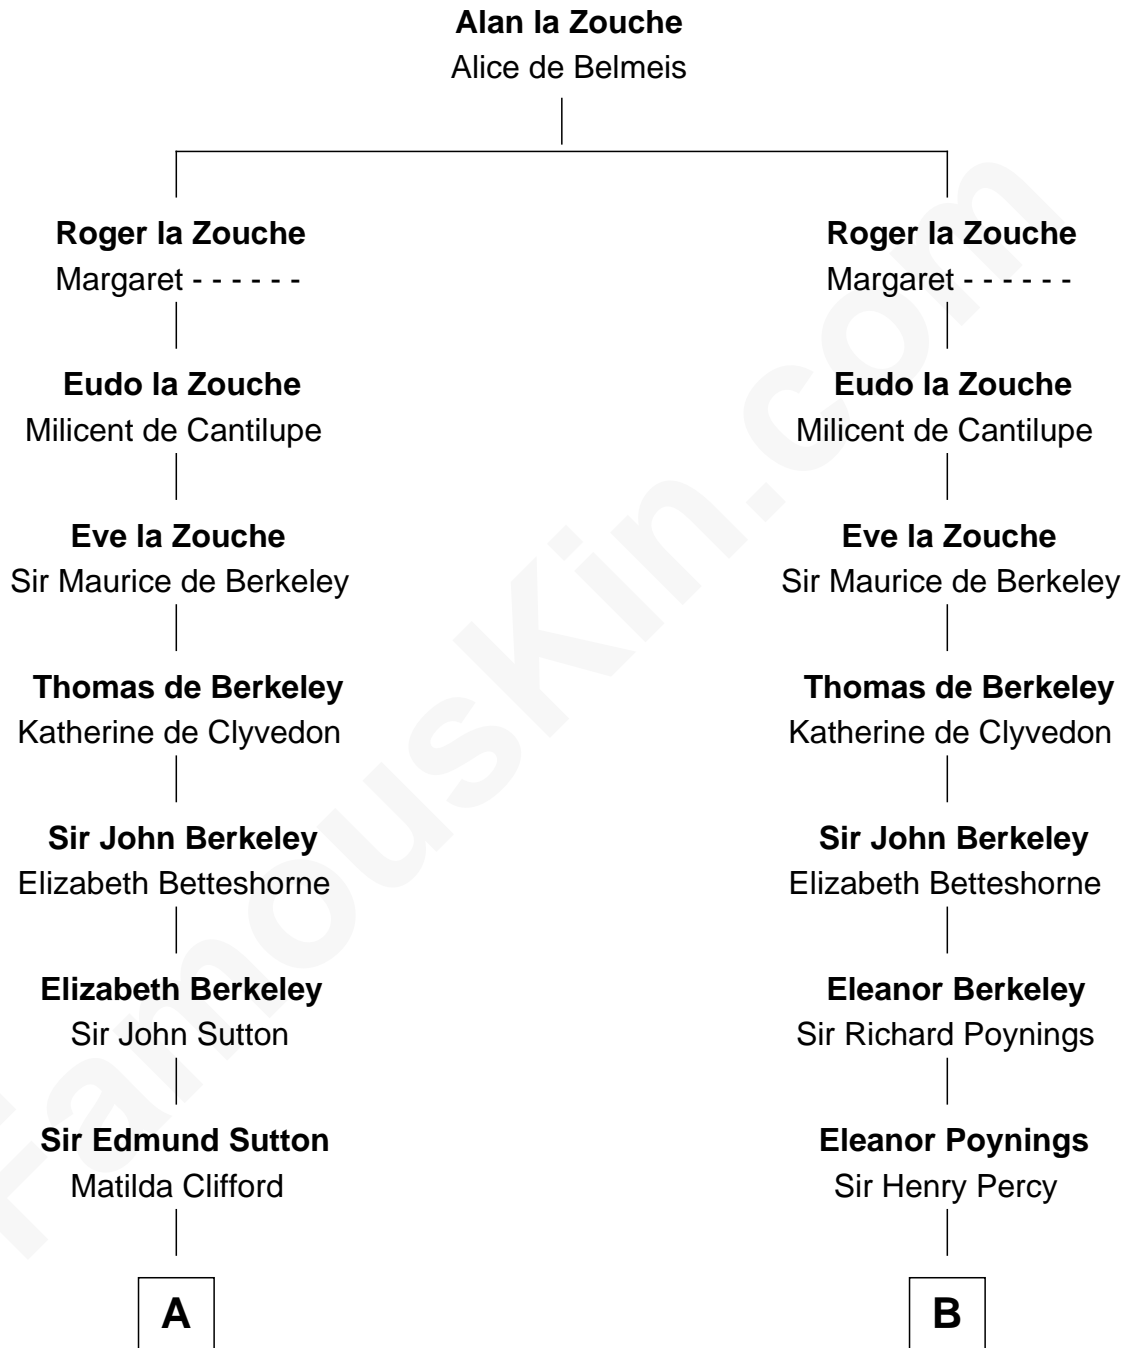 Alan la Zouche
Alice de Belmeis
Roger la Zouche
Margaret - - - - - -
Roger la Zouche
Margaret - - - - - -
Eudo la Zouche
Milicent de Cantilupe
Eudo la Zouche
Milicent de Cantilupe
Eve la Zouche
Sir Maurice de Berkeley
Eve la Zouche
Sir Maurice de Berkeley
Thomas de Berkeley
Katherine de Clyvedon
Thomas de Berkeley
Katherine de Clyvedon
Sir John Berkeley
Elizabeth Betteshorne
Sir John Berkeley
Elizabeth Betteshorne
Elizabeth Berkeley
Sir John Sutton
Eleanor Berkeley
Sir Richard Poynings
Sir Edmund Sutton
Matilda Clifford
Eleanor Poynings
Sir Henry Percy
A
B
FamousKin.com